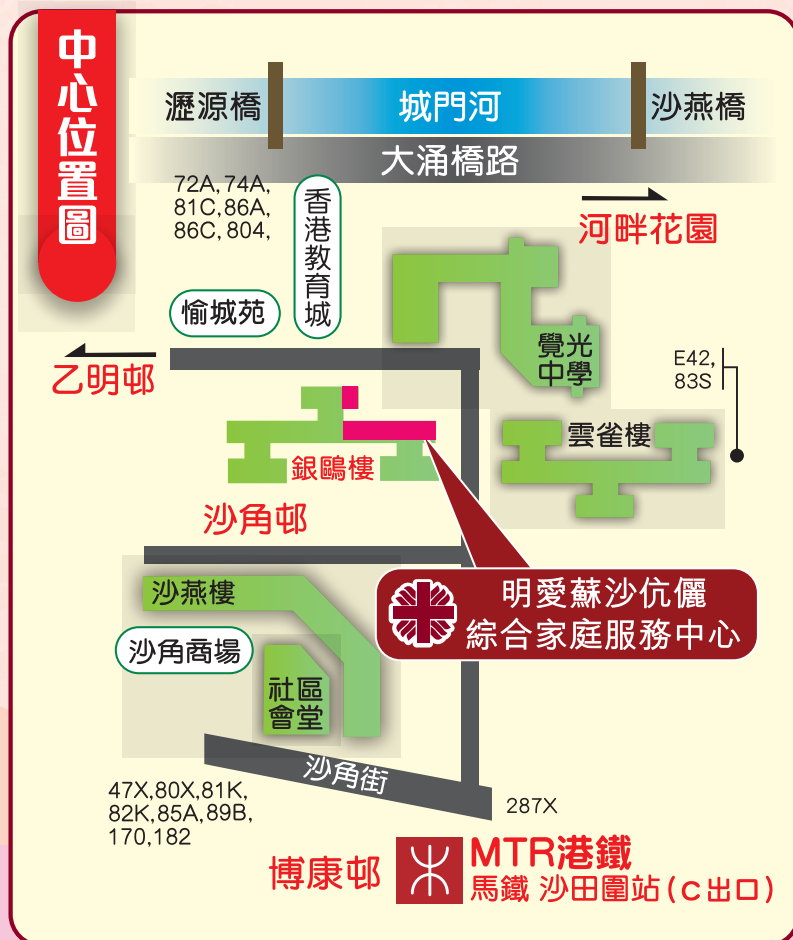 中心位置圖
瀝源橋
城門河
沙燕橋
大涌橋路
72A, 74A,
81C, 86A,
86C, 804,
香港教育城
河畔花園
愉城苑
乙明邨
覺光
中學
E42,
83S
雲雀樓
銀鷗樓
沙角邨
明愛蘇沙伉儷
綜合家庭服務中心
沙燕樓
沙角商場
社區
會堂
沙角街
47X,80X,81K,
82K,85A,89B,
170,182
287X
博康邨
MTR港鐵
馬鐵 沙田圍站(C出口)